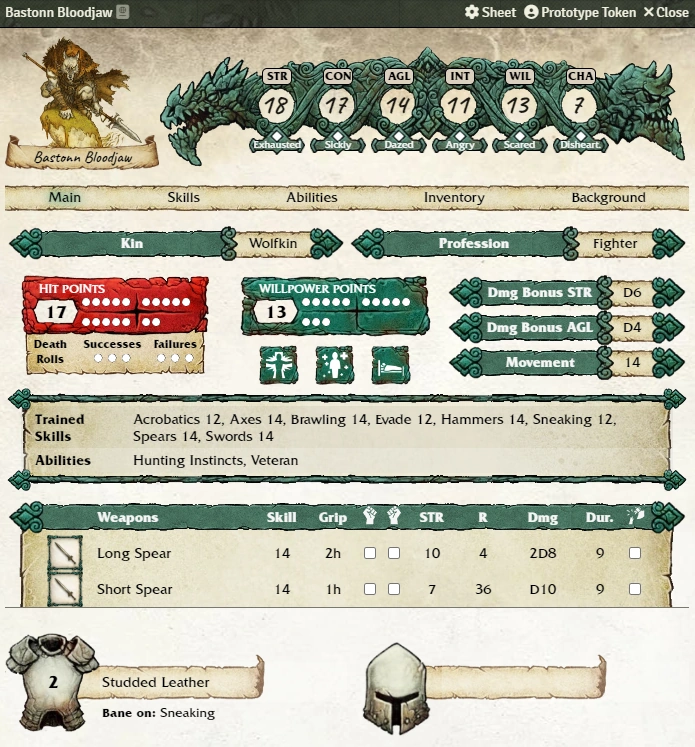 Bastonn Bloodjaw Sheet Prototype Token Close
STR CON AGL INT WIL CHA
18 17 14 11 13 7
Exhausted Sickly Dazed Angry Scared Disheart.
Bastonn Bloodjaw
Main Skills Abilities Inventory Background
Kin Wolfkin Profession Fighter
HIT POINTS WILLPOWER POINTS
17 13
Dmg Bonus STR D6
Dmg Bonus AGL D4
Movement 14
Death Rolls Successes Failures
Trained Skills Acrobatics 12, Axes 14, Brawling 14, Evade 12, Hammers 14, Sneaking 12,
Spears 14, Swords 14
Abilities Hunting Instincts, Veteran
Weapons Skill Grip STR R Dmg Dur.
Long Spear 14 2h 10 4 2D8 9
Short Spear 14 1h 7 36 D10 9
2 Studded Leather
Bane on: Sneaking